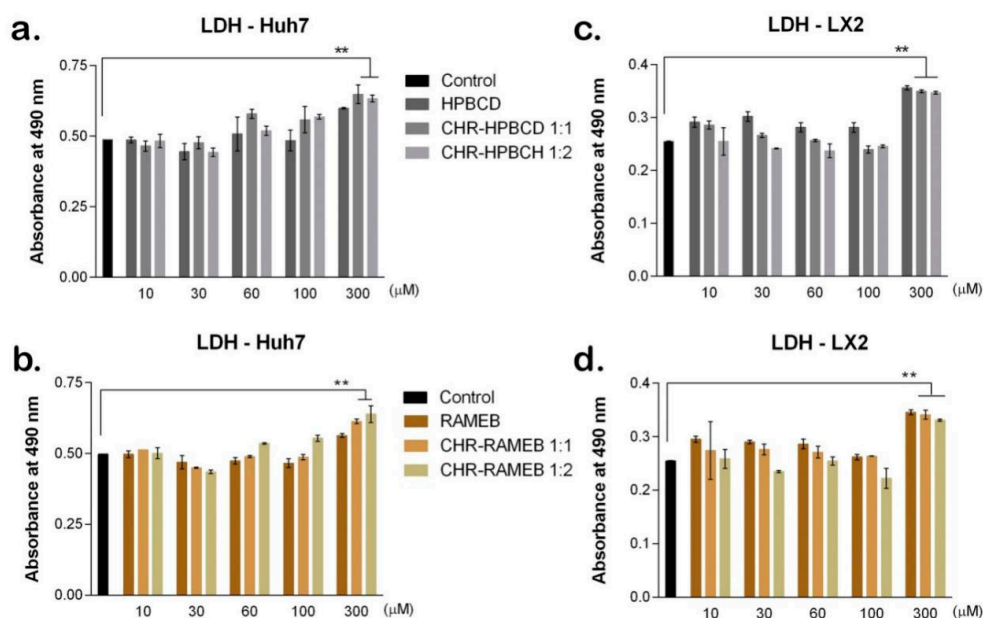 a.
LDH - Huh7
**
Absorbance at 490 nm
0.75
0.50
0.25
0.00
10 30 60 100 300 (μM)
Control
HPBCD
CHR-HPBCD 1:1
CHR-HPBCH 1:2
c.
LDH - LX2
**
Absorbance at 490 nm
0.4
0.3
0.2
0.1
0.0
10 30 60 100 300 (μM)
b.
LDH - Huh7
**
Absorbance at 490 nm
0.75
0.50
0.25
0.00
10 30 60 100 300 (μM)
Control
RAMEB
CHR-RAMEB 1:1
CHR-RAMEB 1:2
d.
LDH - LX2
**
Absorbance at 490 nm
0.4
0.3
0.2
0.1
0.0
10 30 60 100 300 (μM)